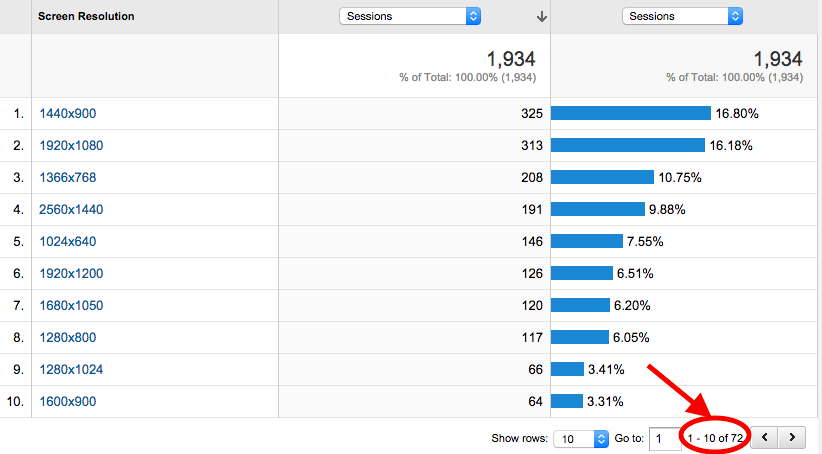 Screen Resolution Sessions Sessions
1,934 1,934
% of Total: 100.00% (1,934) % of Total: 100.00% (1,934)
1. 1440x900 325 16.80%
2. 1920x1080 313 16.18%
3. 1366x768 208 10.75%
4. 2560x1440 191 9.88%
5. 1024x640 146 7.55%
6. 1920x1200 126 6.51%
7. 1680x1050 120 6.20%
8. 1280x800 117 6.05%
9. 1280x1024 66 3.41%
10. 1600x900 64 3.31%
Show rows: 10 Go to: 1 1 - 10 of 72